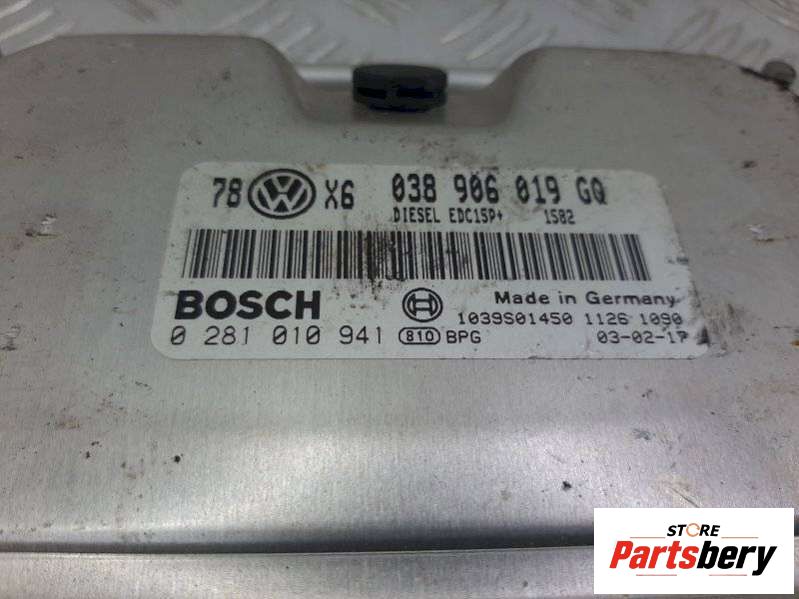 78 VW X6 038 906 019 GQ
DIESEL EDC15P+ 1582
BOSCH
Made in Germany
1039S01450 1126 1090
0 281 010 941 810 BPG 03-02-17
STORE
Partsbery